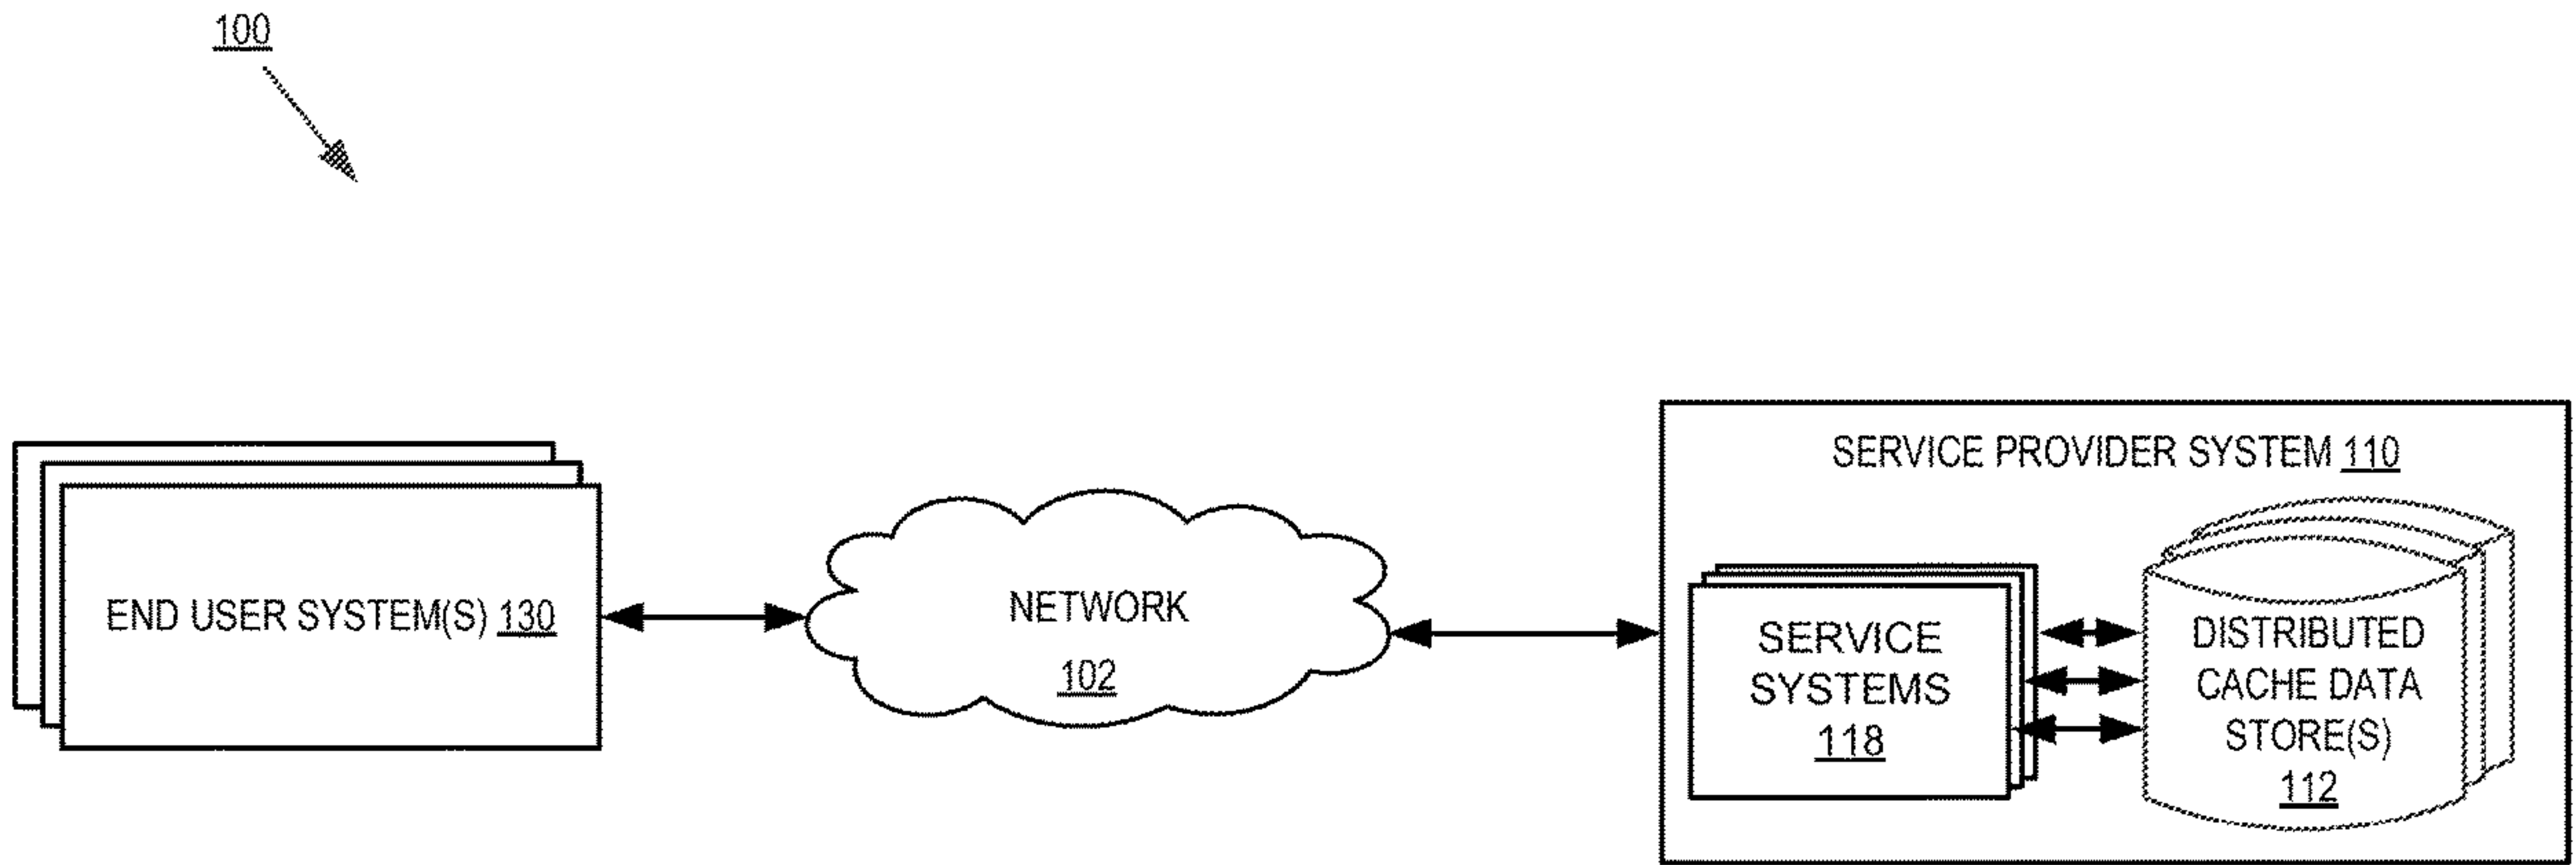 100
SERVICE PROVIDER SYSTEM 110
END USER SYSTEM(S) 130
NETWORK
102
SERVICE
SYSTEMS
118
DISTRIBUTED
CACHE DATA
STORE(S)
112